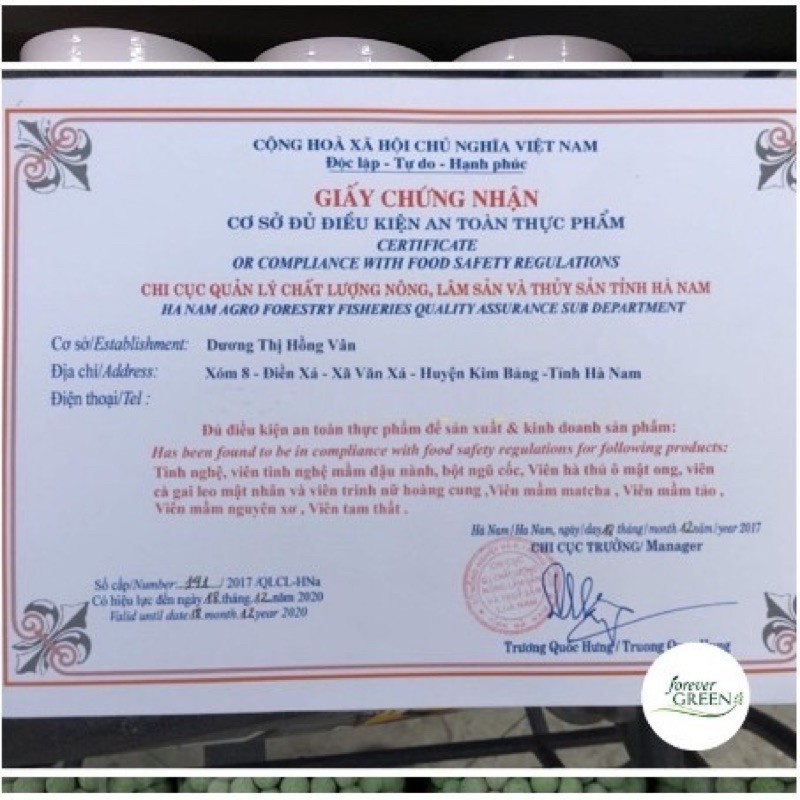 CỘNG HOÀ XÃ HỘI CHỦ NGHĨA VIỆT NAM
Độc lập - Tự do - Hạnh phúc
GIẤY CHỨNG NHẬN
CƠ SỞ ĐỦ ĐIỀU KIỆN AN TOÀN THỰC PHẨM
CERTIFICATE
OR COMPLIANCE WITH FOOD SAFETY REGULATIONS
CHI CỤC QUẢN LÝ CHẤT LƯỢNG NÔNG, LÂM SẢN VÀ THỦY SẢN TỈNH HÀ NAM
HA NAM AGRO FORESTRY FISHERIES QUALITY ASSURANCE SUB DEPARTMENT
Cơ sở/Establishment: Dương Thị Hồng Vân
Địa chỉ/Address: Xóm 8 - Điền Xá - Xã Văn Xá - Huyện Kim Bảng -Tỉnh Hà Nam
Điện thoại/Tel :
Đủ điều kiện an toàn thực phẩm để sản xuất & kinh doanh sản phẩm:
Has been found to be in compliance with food safety regulations for following products:
Tinh nghệ, viên tinh nghệ mầm đậu nành, bột ngũ cốc, Viên hà thủ ô mật ong, viên
cà gai leo mật nhân và viên trinh nữ hoàng cung ,Viên mầm matcha , Viên mầm tảo ,
Viên mầm nguyên xơ , Viên tam thất .
Hà Nam/Ha Nam, ngày/day 18 tháng/month 12 năm/year 2017
CHI CỤC TRƯỞNG/ Manager
Số cấp/Number: 191 / 2017 /QLCL-HNa
Có hiệu lực đến ngày 18 tháng 12 năm 2020
Valid until date 18 month 12 year 2020
Trương Quốc Hưng / Truong Quoc Hung
forever
GREEN